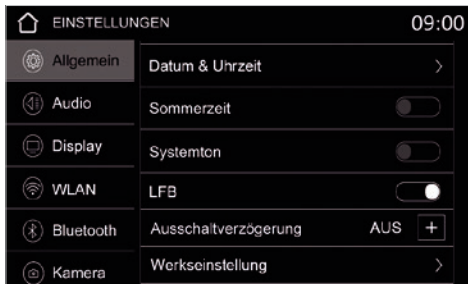 EINSTELLUNGEN 09:00
Allgemein
Audio
Display
WLAN
Bluetooth
Kamera
Datum & Uhrzeit
Sommerzeit
Systemton
LFB
Ausschaltverzögerung AUS +
Werkseinstellung